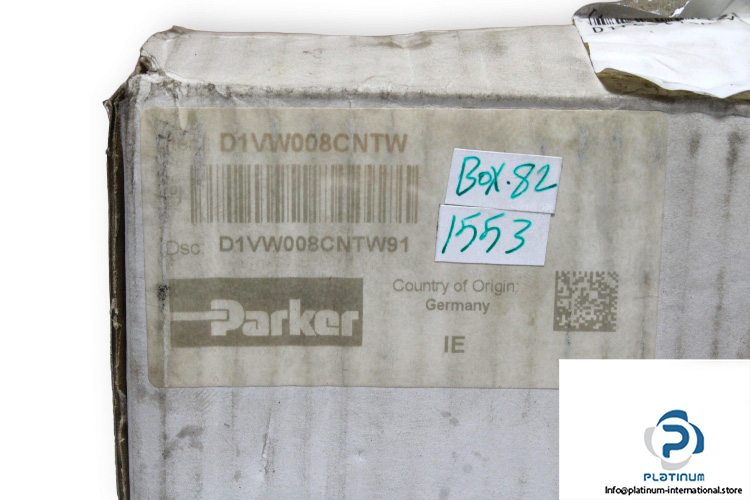 D1VW008CNTW
BOX.82
1553
Dsc: D1VW008CNTW91
Parker
Country of Origin:
Germany
IE
PLATINUM
Info@platinum-international.store